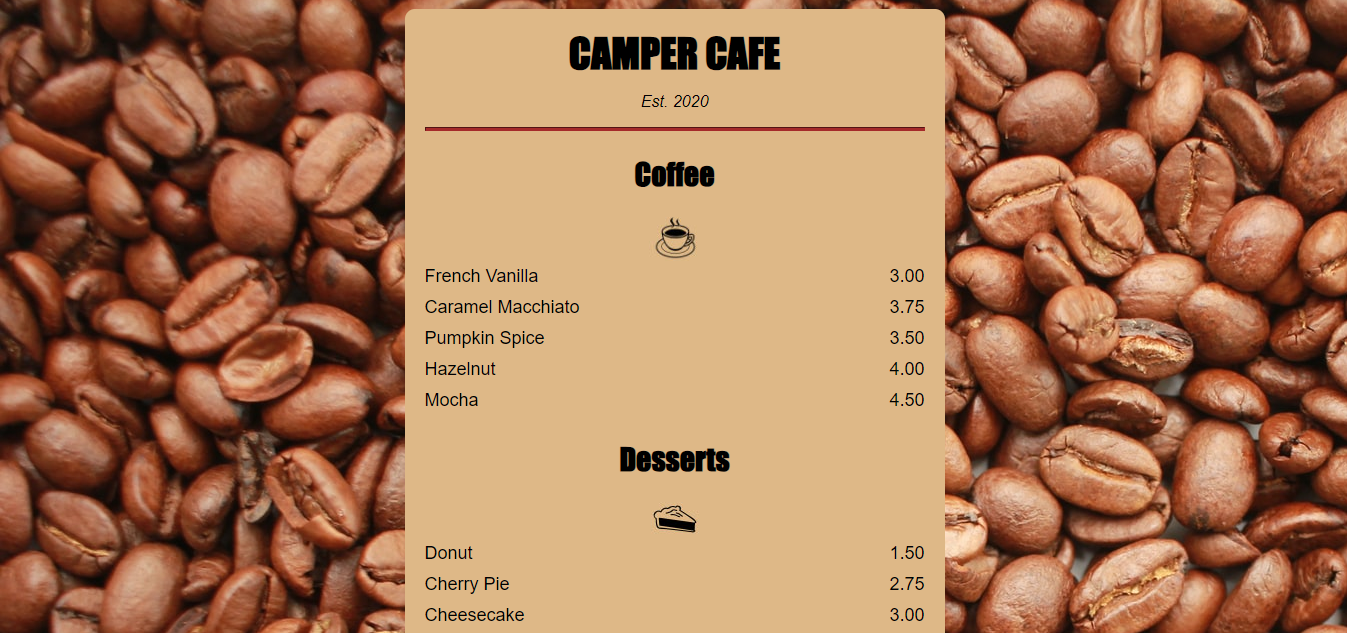 CAMPER CAFE
Est. 2020
Coffee
French Vanilla 3.00
Caramel Macchiato 3.75
Pumpkin Spice 3.50
Hazelnut 4.00
Mocha 4.50
Desserts
Donut 1.50
Cherry Pie 2.75
Cheesecake 3.00